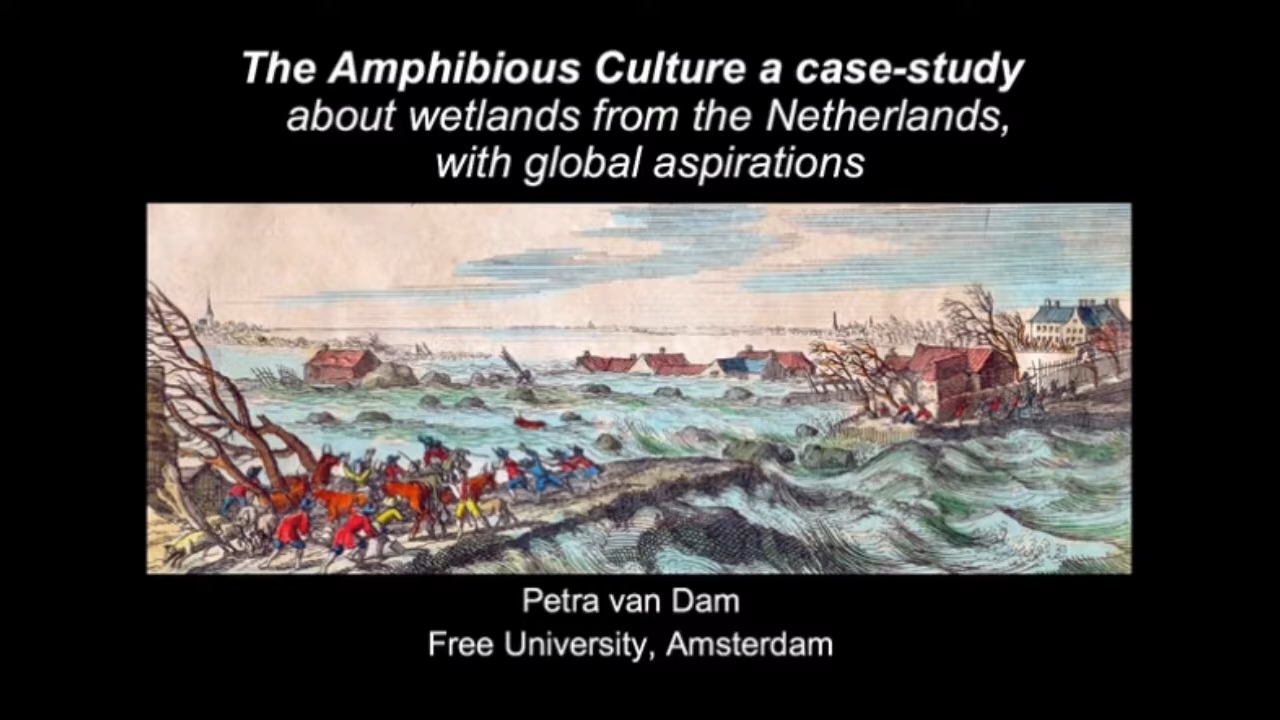 The Amphibious Culture a case-study
about wetlands from the Netherlands,
with global aspirations
Petra van Dam
Free University, Amsterdam